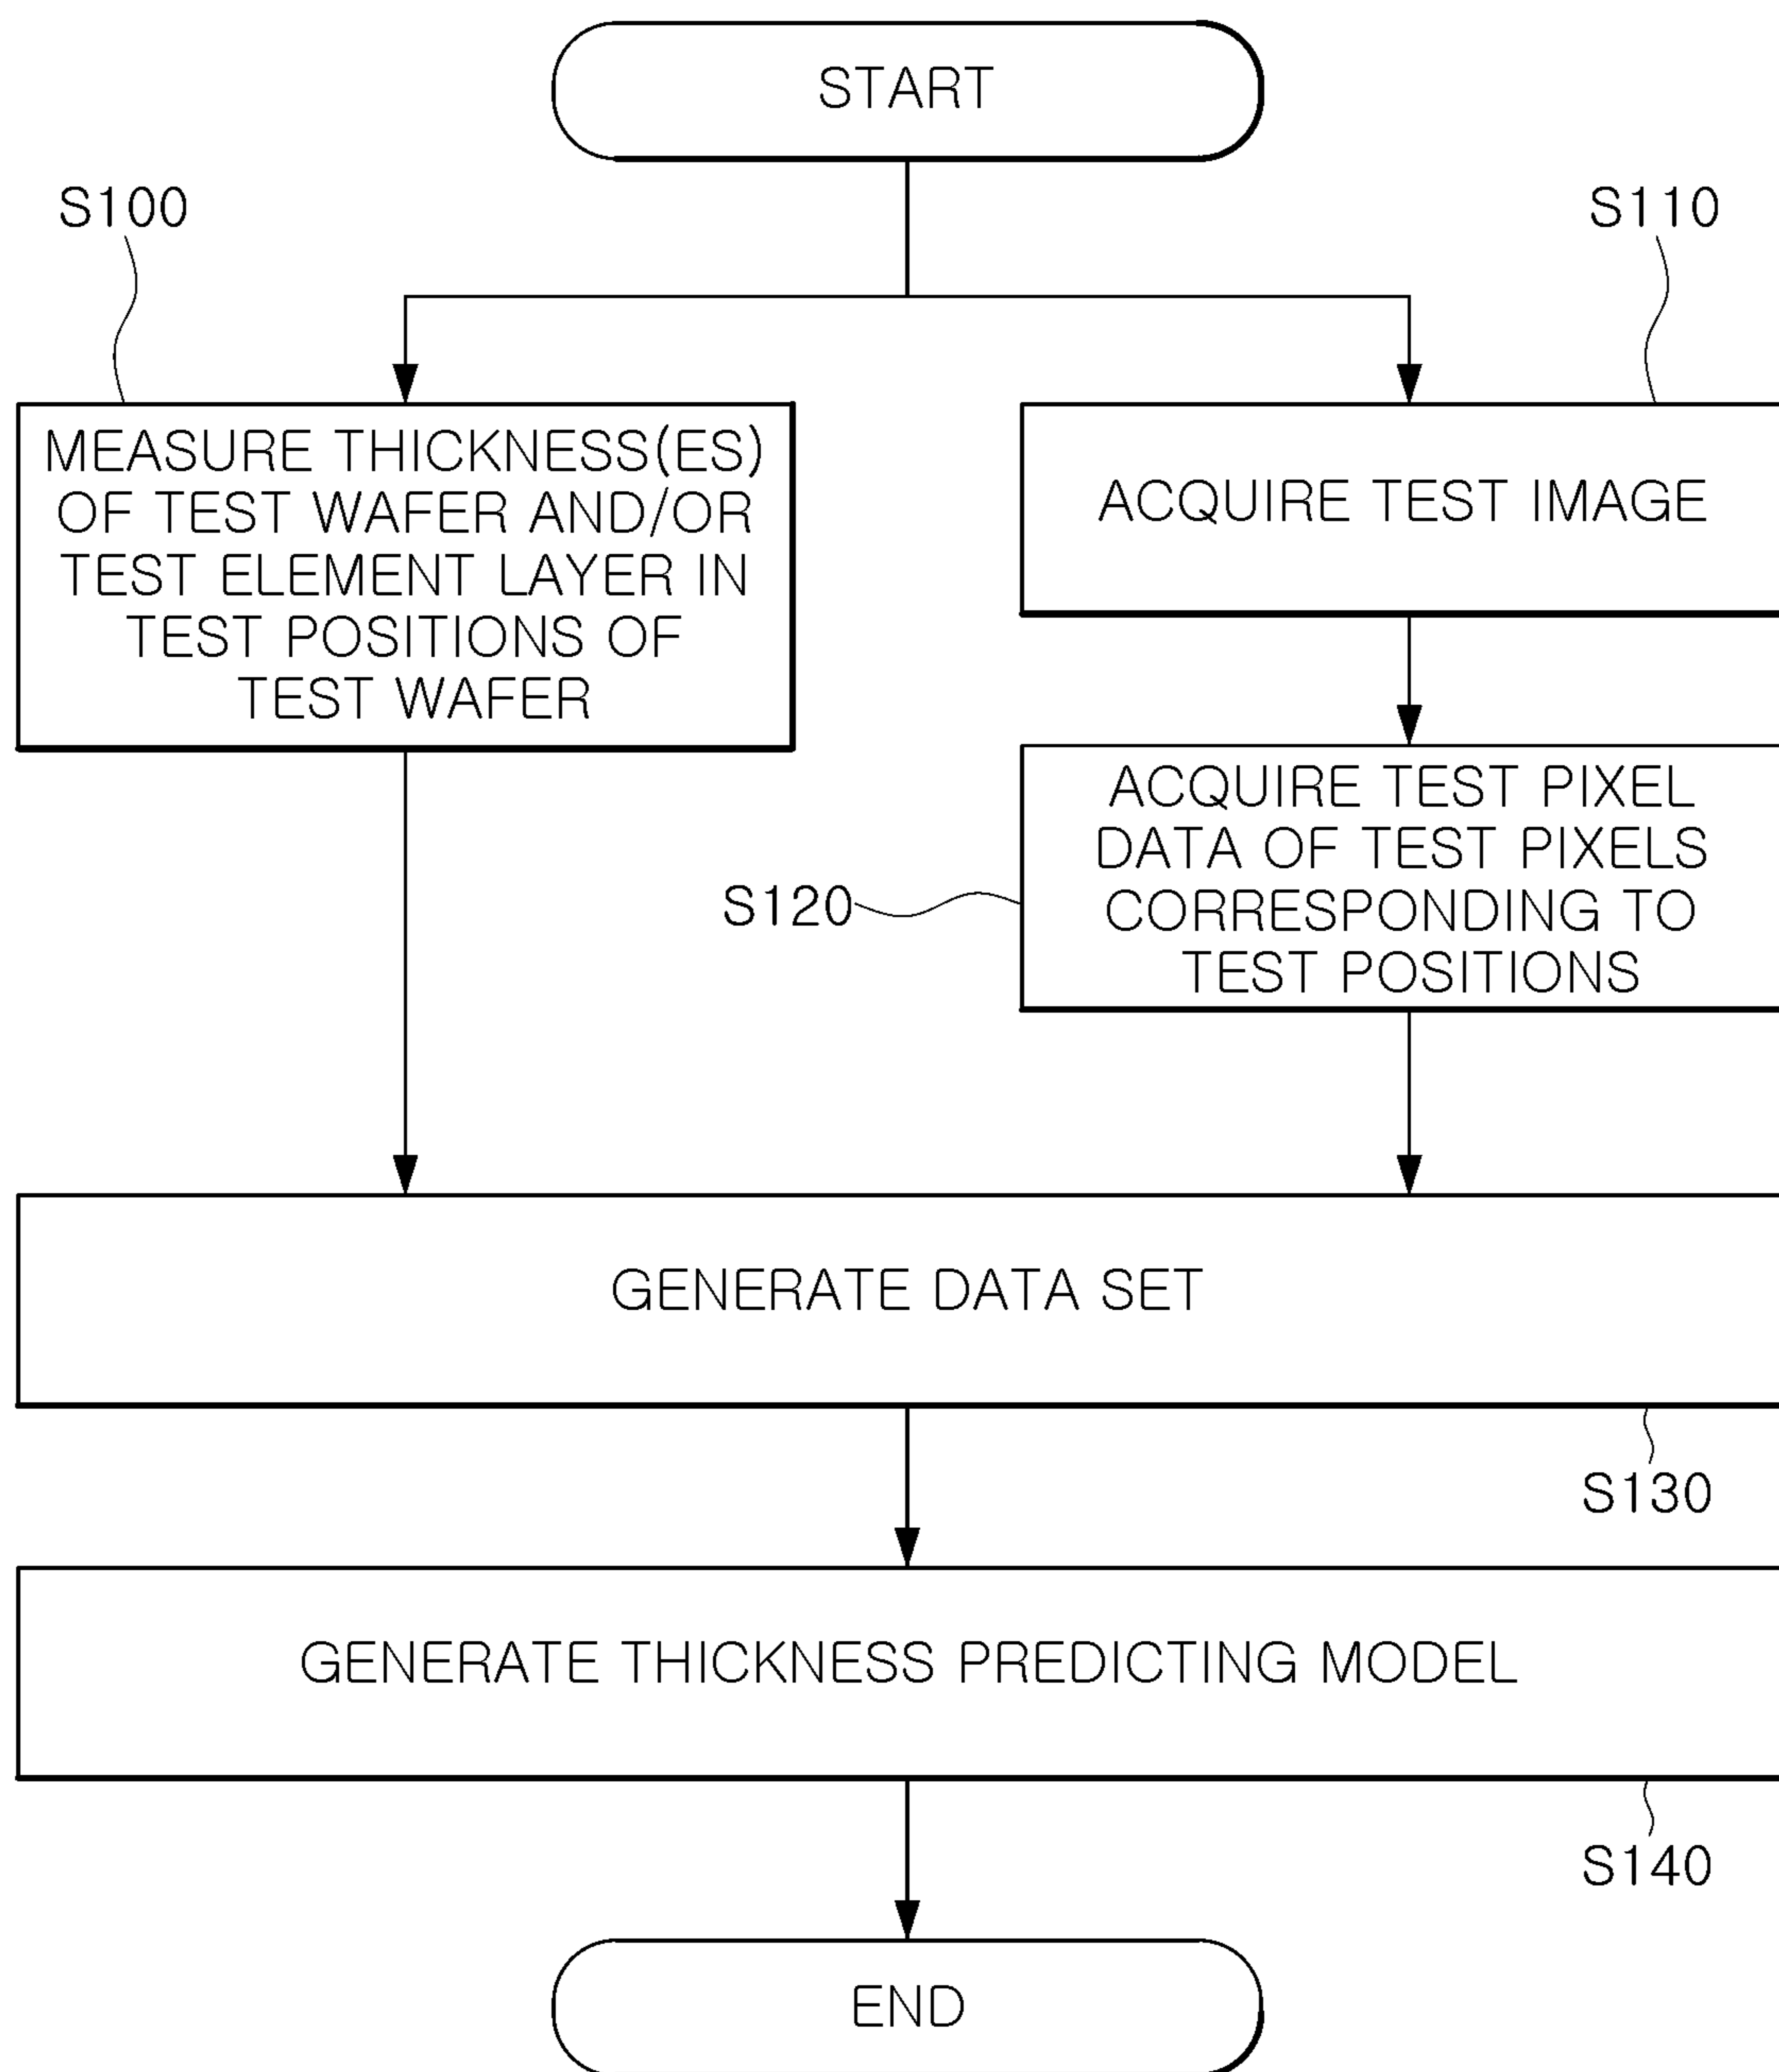 START
S100
S110
MEASURE THICKNESS(ES)
OF TEST WAFER AND/OR
TEST ELEMENT LAYER IN
TEST POSITIONS OF
TEST WAFER
ACQUIRE TEST IMAGE
S120
ACQUIRE TEST PIXEL
DATA OF TEST PIXELS
CORRESPONDING TO
TEST POSITIONS
GENERATE DATA SET
S130
GENERATE THICKNESS PREDICTING MODEL
S140
END